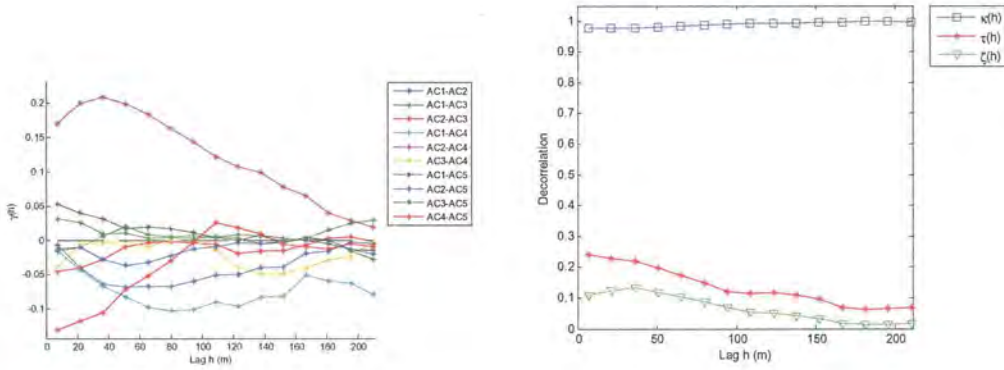 0.2
0.15
0.1
0.05
0
-0.05
-0.1
γ(h)
0 20 40 60 80 100 120 140 160 180 200
Lag h (m)
AC1-AC2
AC1-AC3
AC2-AC3
AC1-AC4
AC2-AC4
AC3-AC4
AC1-AC5
AC2-AC5
AC3-AC5
AC4-AC5
1
0.9
0.8
0.7
0.6
0.5
0.4
0.3
0.2
0.1
0
Decorrelation
0 50 100 150 200
Lag h (m)
κ(h)
τ(h)
ζ(h)